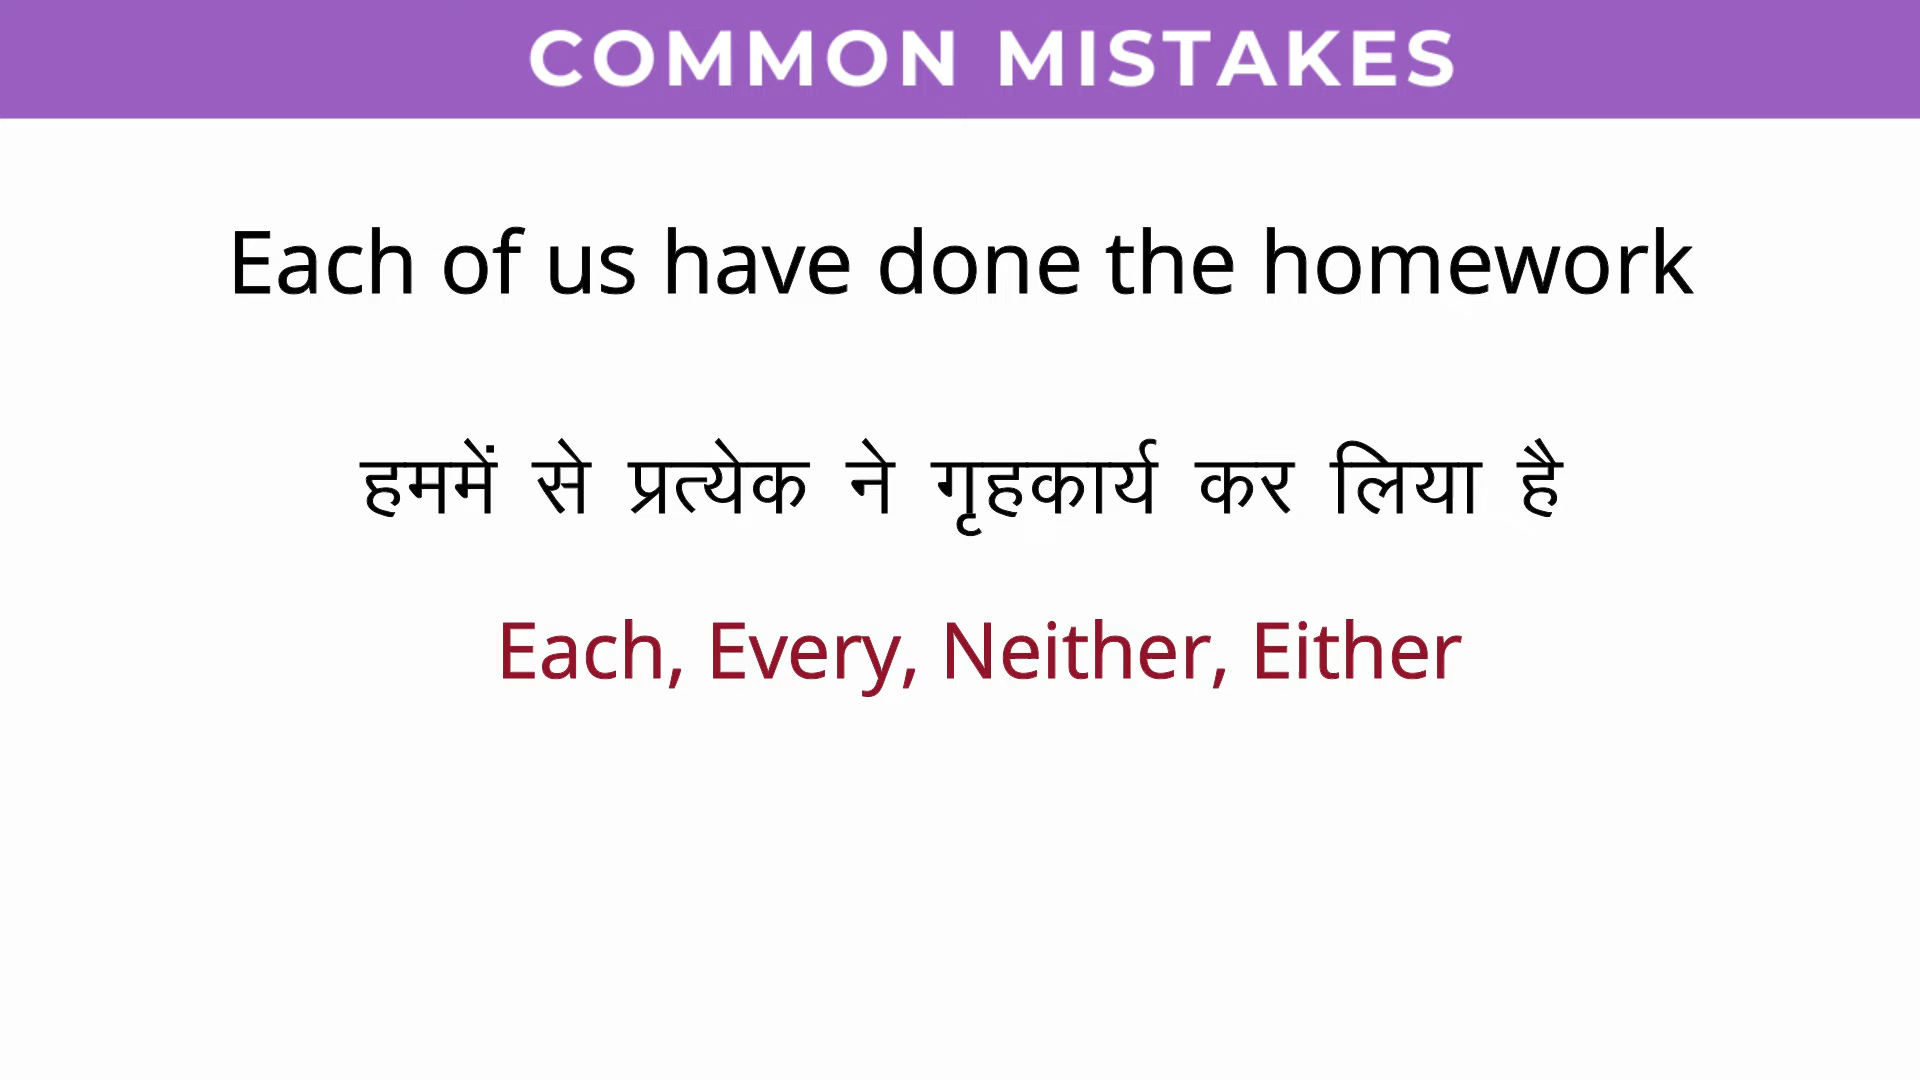 COMMON MISTAKES
Each of us have done the homework
हममें से प्रत्येक ने गृहकार्य कर लिया है
Each, Every, Neither, Either